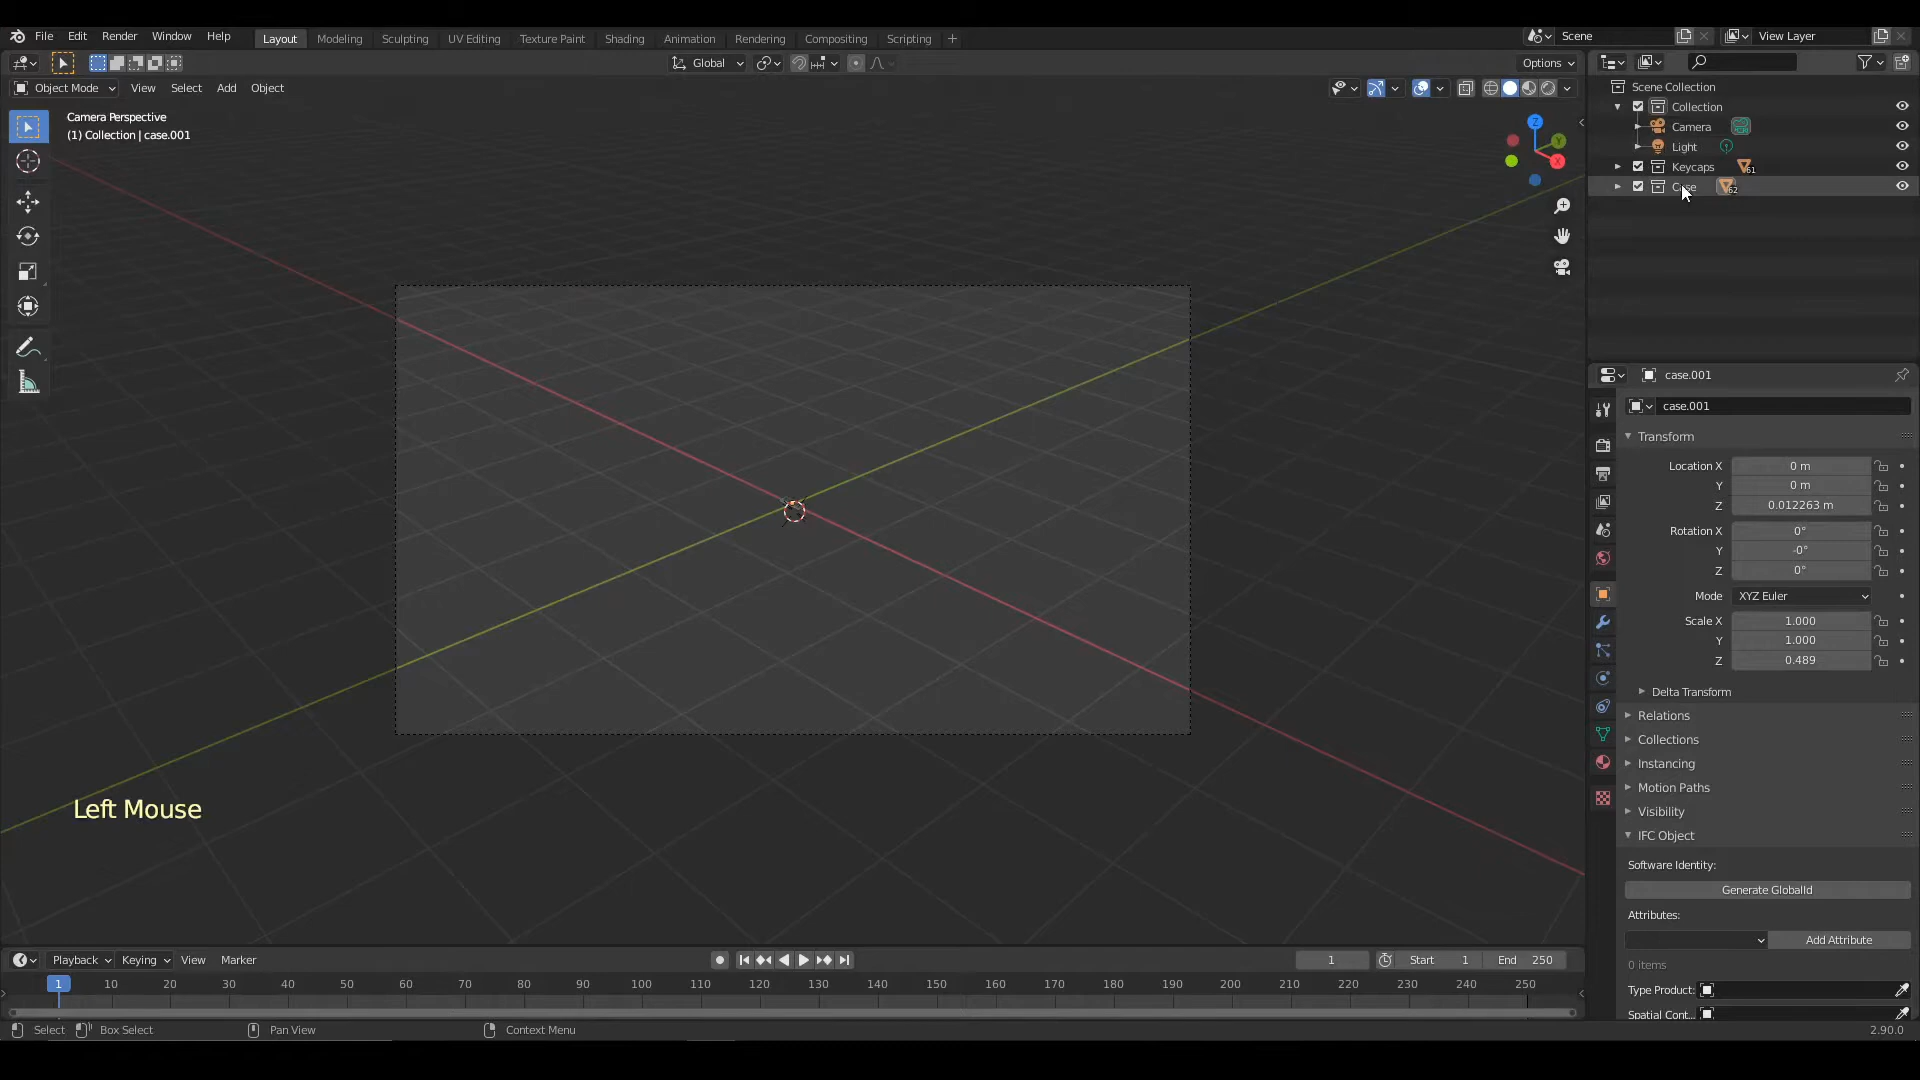 File Edit Render Window Help
Layout Modeling Sculpting UV Editing Texture Paint Shading Animation Rendering Compositing Scripting
Scene
View Layer
Global
Options
Object Mode View Select Add Object
Camera Perspective
(1) Collection | case.001
Z
Y
X
Scene Collection
Collection
Camera
Light
Keycaps 61
Case 62
case.001
case.001
Transform
Location X 0 m
Y 0 m
Z 0.012263 m
Rotation X 0°
Y -0°
Z 0°
Mode XYZ Euler
Scale X 1.000
Y 1.000
Z 0.489
Delta Transform
Relations
Collections
Instancing
Motion Paths
Visibility
IFC Object
Software Identity:
Generate GlobalId
Attributes:
Add Attribute
0 items
Type Product:
Spatial Cont...
Left Mouse
Playback Keying View Marker
1 Start 1 End 250
1 10 20 30 40 50 60 70 80 90 100 110 120 130 140 150 160 170 180 190 200 210 220 230 240 250
Select Box Select Pan View Context Menu 2.90.0